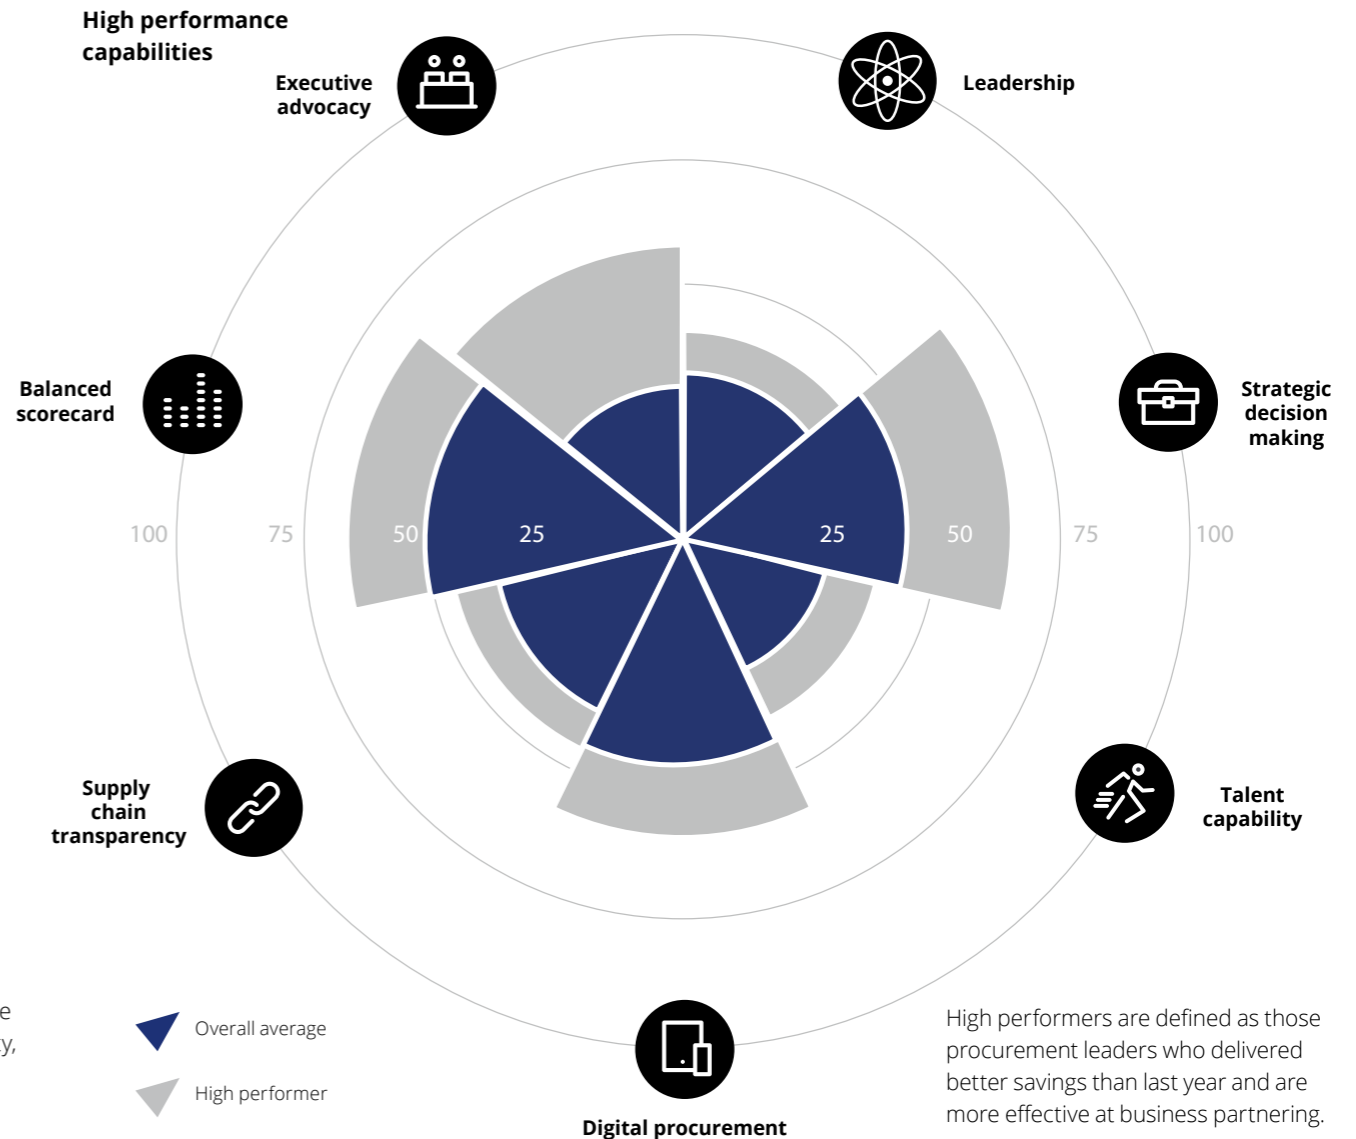 High performance
capabilities
Executive
advocacy
Leadership
Balanced
scorecard
Strategic
decision
making
100
75
50
25
25
50
75
100
Supply
chain
transparency
Talent
capability
Overall average
High performer
Digital procurement
High performers are defined as those
procurement leaders who delivered
better savings than last year and are
more effective at business partnering.